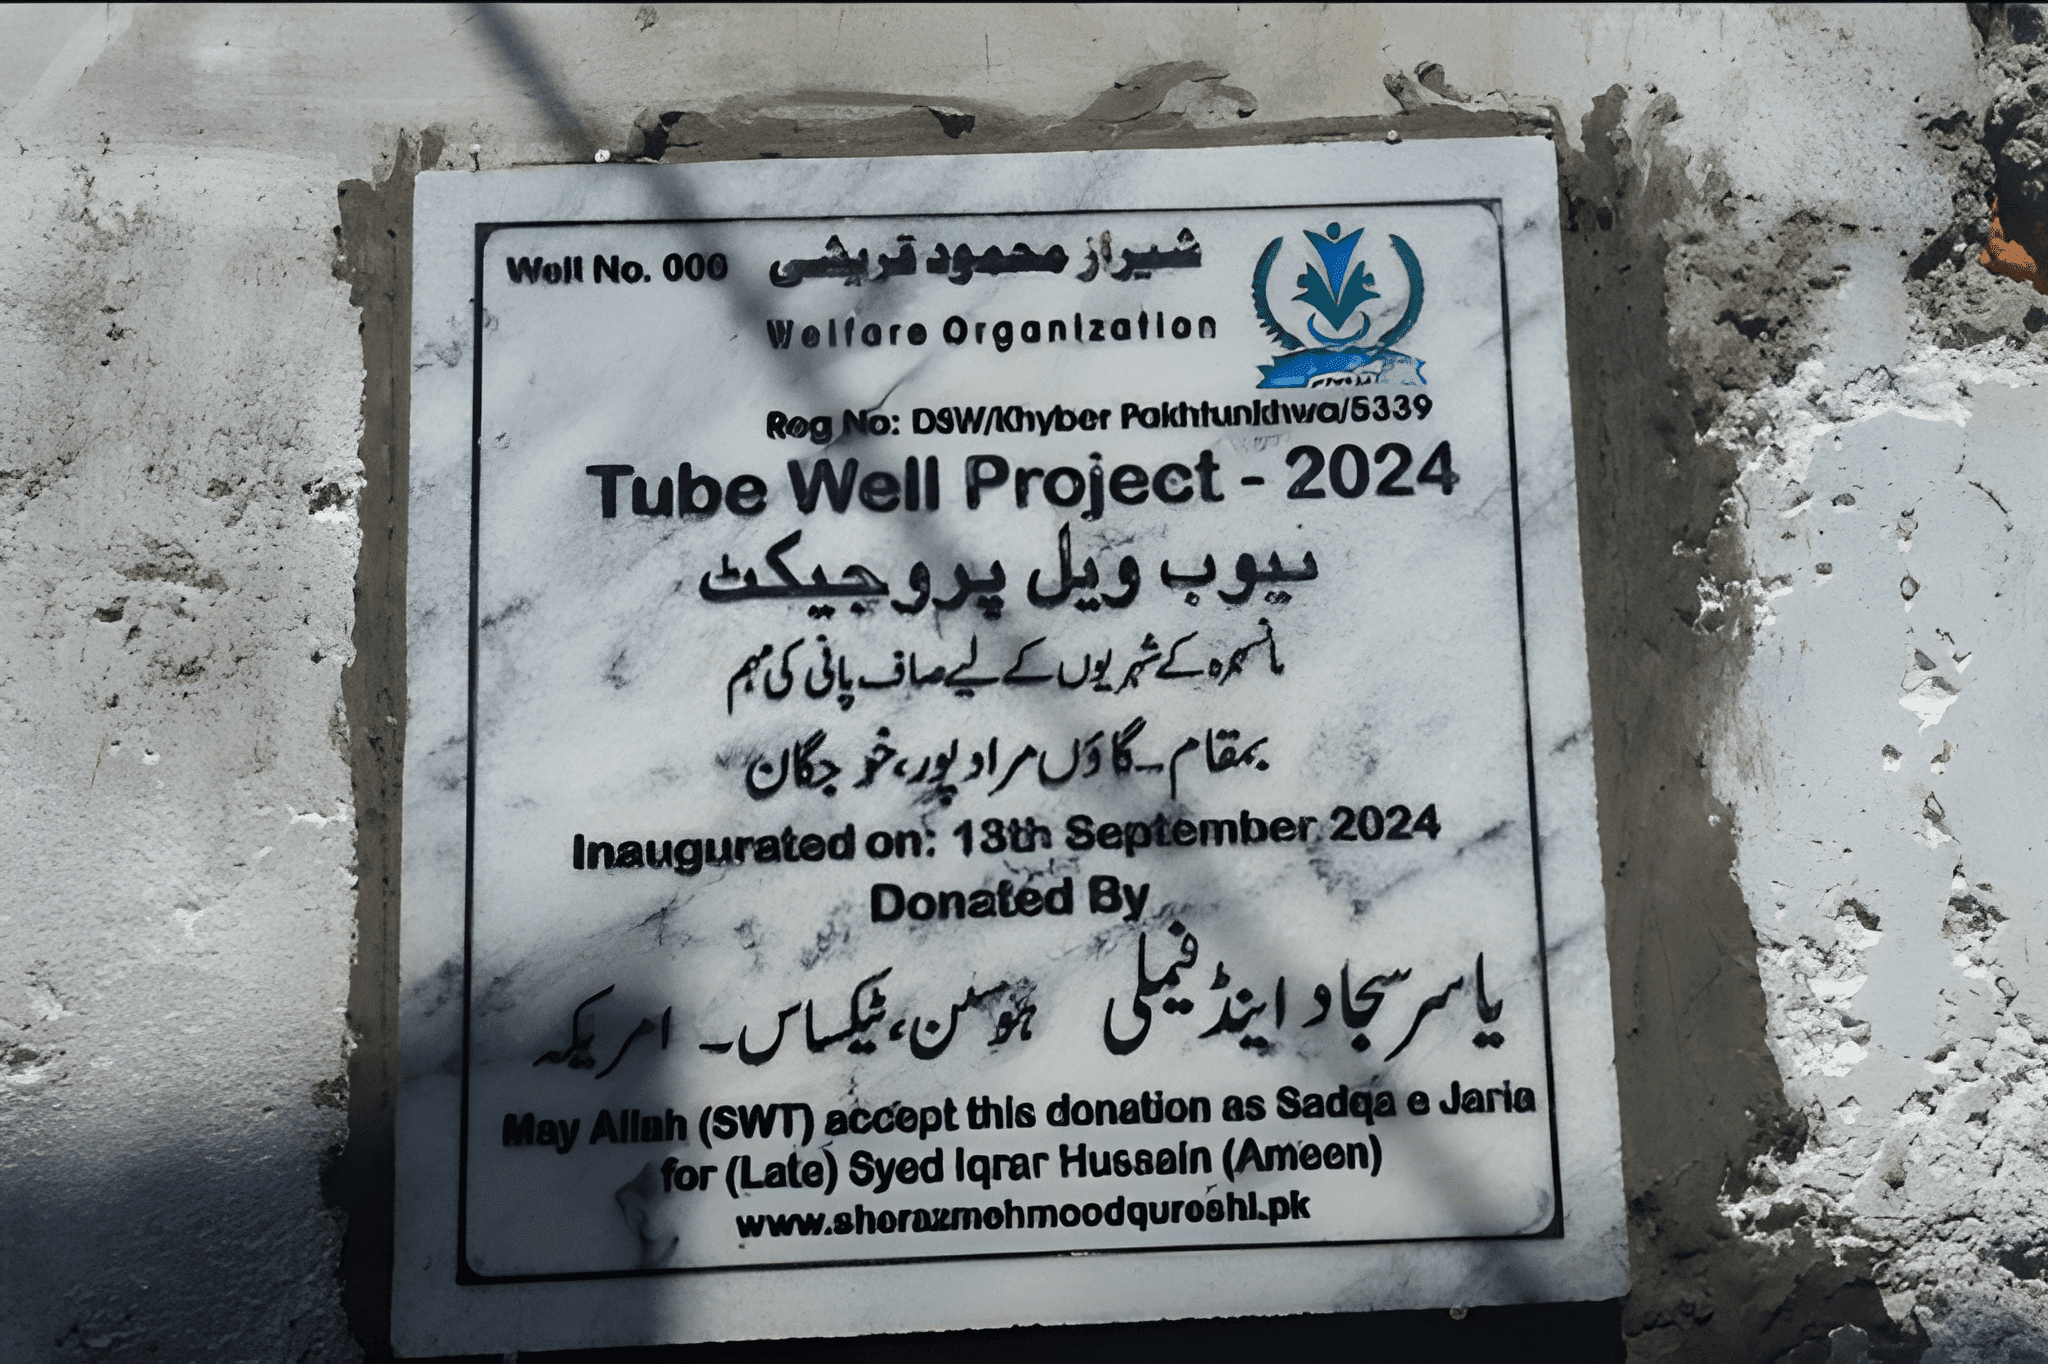 Well No. 000
شیراز محمود قریشی
Welfare Organization
Reg No: DSW/Khyber Pakhtunkhwa/5339
Tube Well Project - 2024
ٹیوب ویل پروجیکٹ
مانسہرہ کے شہریوں کے لیے صاف پانی کی مہم
بمقام۔گاؤں مراد پور، خواجگان
Inaugurated on: 13th September 2024
Donated By
یاسر سجاد اینڈ فیملی ہوسٹن، ٹیکساس۔ امریکہ
May Allah (SWT) accept this donation as Sadqa e Jaria
for (Late) Syed Iqrar Hussain (Ameen)
www.sherazmehmoodqureshi.pk